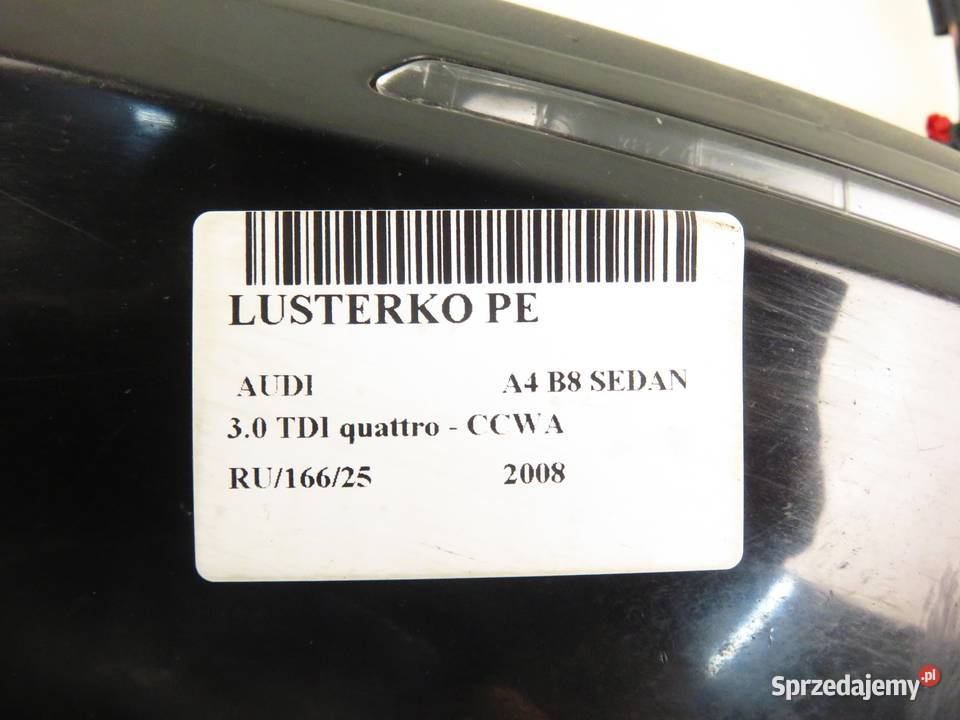 LUSTERKO PE
AUDI A4 B8 SEDAN
3.0 TDI quattro - CCWA
RU/166/25 2008
Sprzedajemy.pl